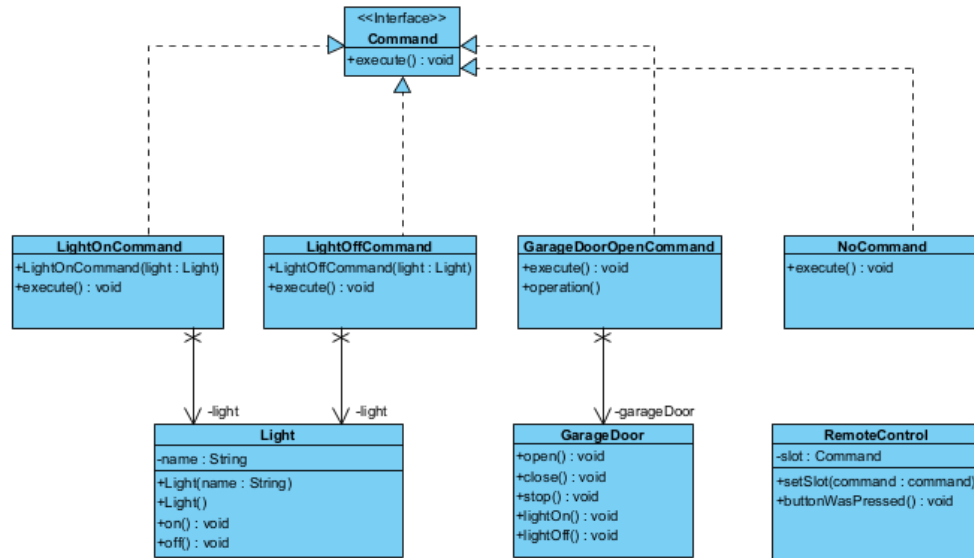 <<Interface>>
Command
+execute() : void
LightOnCommand
+LightOnCommand(light : Light)
+execute() : void
LightOffCommand
+LightOffCommand(light : Light)
+execute() : void
GarageDoorOpenCommand
+execute() : void
+operation()
NoCommand
+execute() : void
-light
-light
-garageDoor
Light
-name : String
+Light(name : String)
+Light()
+on() : void
+off() : void
GarageDoor
+open() : void
+close() : void
+stop() : void
+lightOn() : void
+lightOff() : void
RemoteControl
-slot : Command
+setSlot(command : command)
+buttonWasPressed() : void